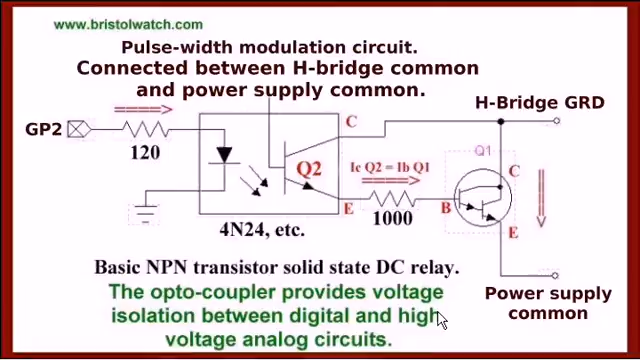 www.bristolwatch.com
Pulse-width modulation circuit.
Connected between H-bridge common
and power supply common.
H-Bridge GRD
GP2
120
C
Q2
Ic Q2 = Ib Q1
Q1
C
E
1000
B
E
4N24, etc.
Basic NPN transistor solid state DC relay.
The opto-coupler provides voltage
isolation between digital and high
voltage analog circuits.
Power supply
common